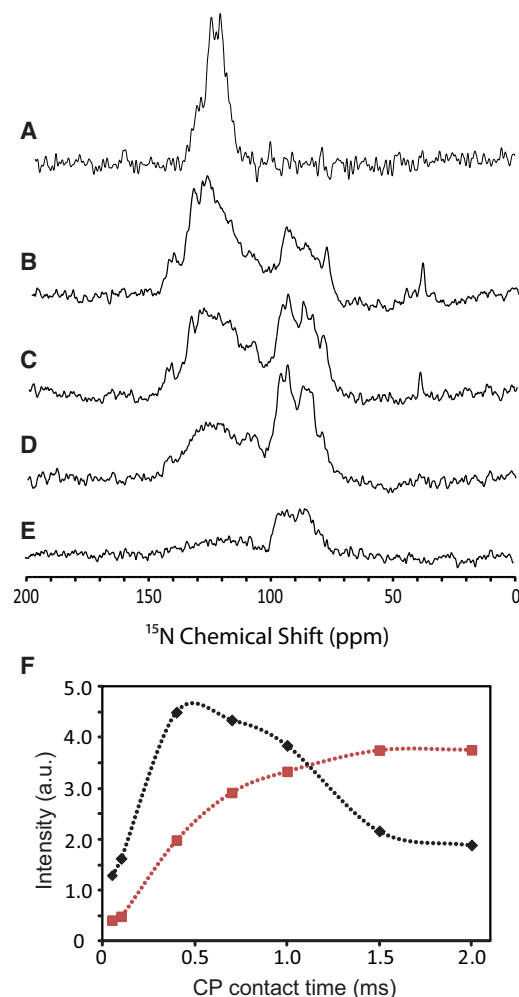 A
B
C
D
E
200 150 100 50 0
¹⁵N Chemical Shift (ppm)
F
5.0
4.0
3.0
2.0
1.0
0
Intensity (a.u.)
0 0.5 1.0 1.5 2.0
CP contact time (ms)